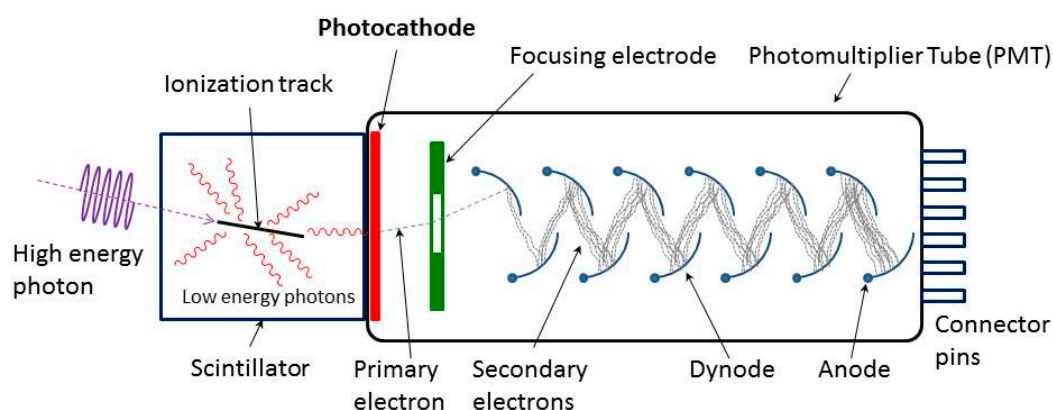 Photocathode
Focusing electrode
Photomultiplier Tube (PMT)
Ionization track
High energy
photon
Low energy photons
Scintillator
Primary
electron
Secondary
electrons
Dynode
Anode
Connector
pins